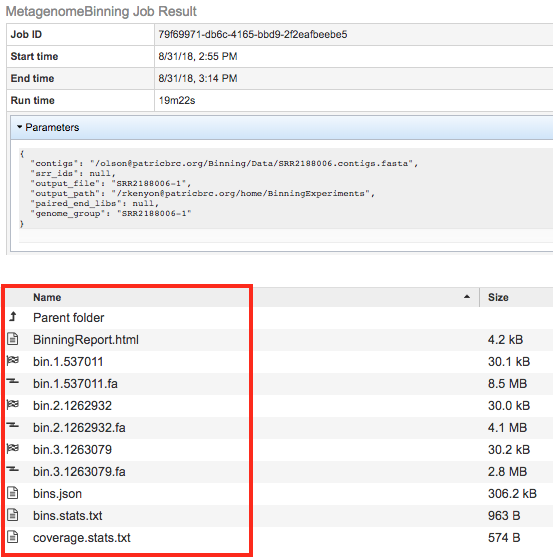 MetagenomeBinning Job Result
Job ID 79f69971-db6c-4165-bbd9-2f2eafbeebe5
Start time 8/31/18, 2:55 PM
End time 8/31/18, 3:14 PM
Run time 19m22s
Parameters
{
"contigs": "/olson@patricbrc.org/Binning/Data/SRR2188006.contigs.fasta",
"srr_ids": null,
"output_file": "SRR2188006-1",
"output_path": "/rkenyon@patricbrc.org/home/BinningExperiments",
"paired_end_libs": null,
"genome_group": "SRR2188006-1"
}
Name Size
Parent folder
BinningReport.html 4.2 kB
bin.1.537011 30.1 kB
bin.1.537011.fa 8.5 MB
bin.2.1262932 30.0 kB
bin.2.1262932.fa 4.1 MB
bin.3.1263079 30.2 kB
bin.3.1263079.fa 2.8 MB
bins.json 306.2 kB
bins.stats.txt 963 B
coverage.stats.txt 574 B